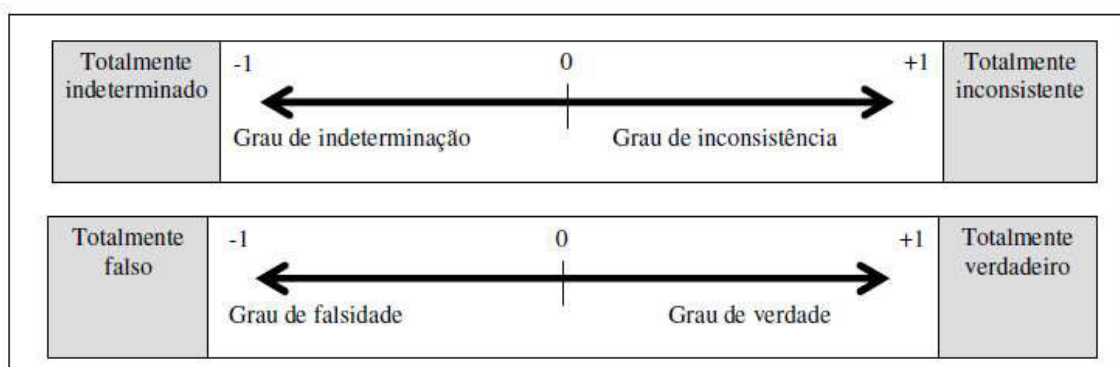 Totalmente
indeterminado
-1
0
+1
Totalmente
inconsistente
Grau de indeterminação
Grau de inconsistência
Totalmente
falso
-1
0
+1
Totalmente
verdadeiro
Grau de falsidade
Grau de verdade